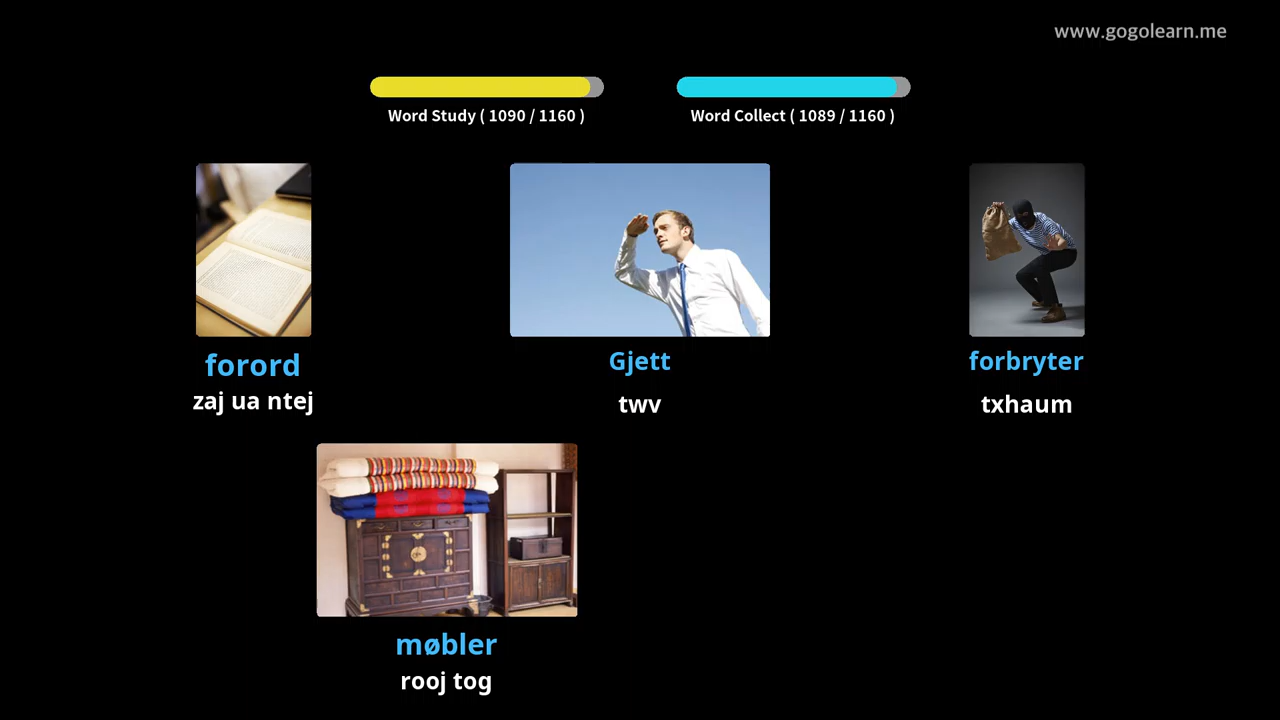 www.gogolearn.me
Word Study ( 1090 / 1160 )
Word Collect ( 1089 / 1160 )
forord
zaj ua ntej
Gjett
twv
forbryter
txhaum
møbler
rooj tog